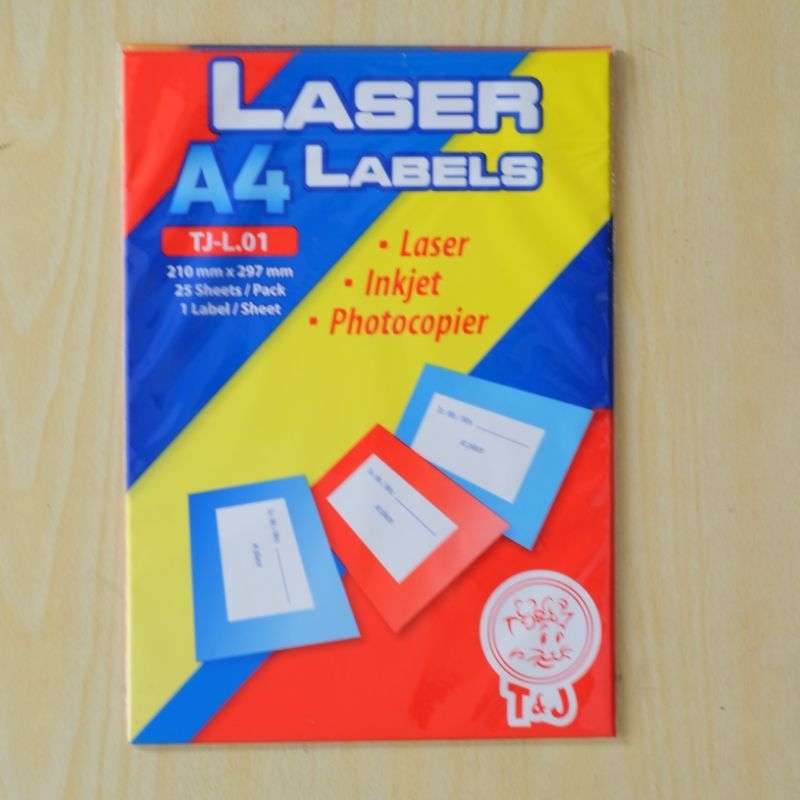 LASER
A4 LABELS
TJ-L.01
210 mm x 297 mm
25 Sheets / Pack
1 Label / Sheet
▪ Laser
▪ Inkjet
▪ Photocopier
T&J